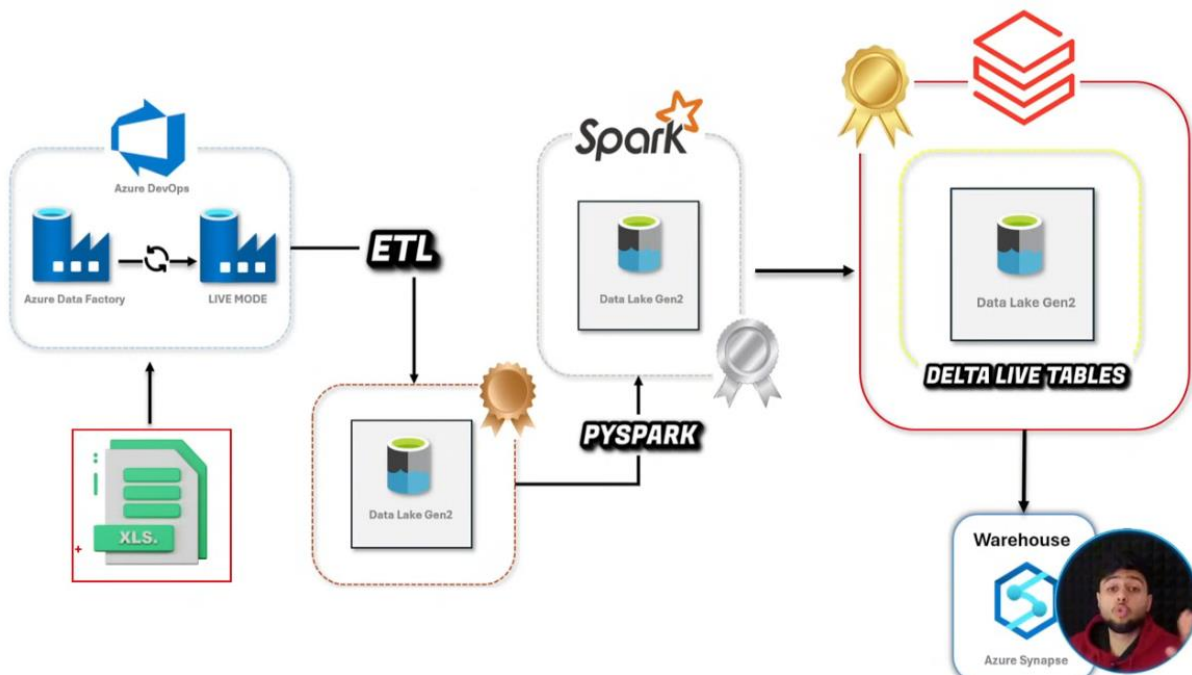 Azure DevOps
Azure Data Factory
LIVE MODE
ETL
XLS.
Data Lake Gen2
PYSPARK
Spark
Data Lake Gen2
Data Lake Gen2
DELTA LIVE TABLES
Warehouse
Azure Synapse